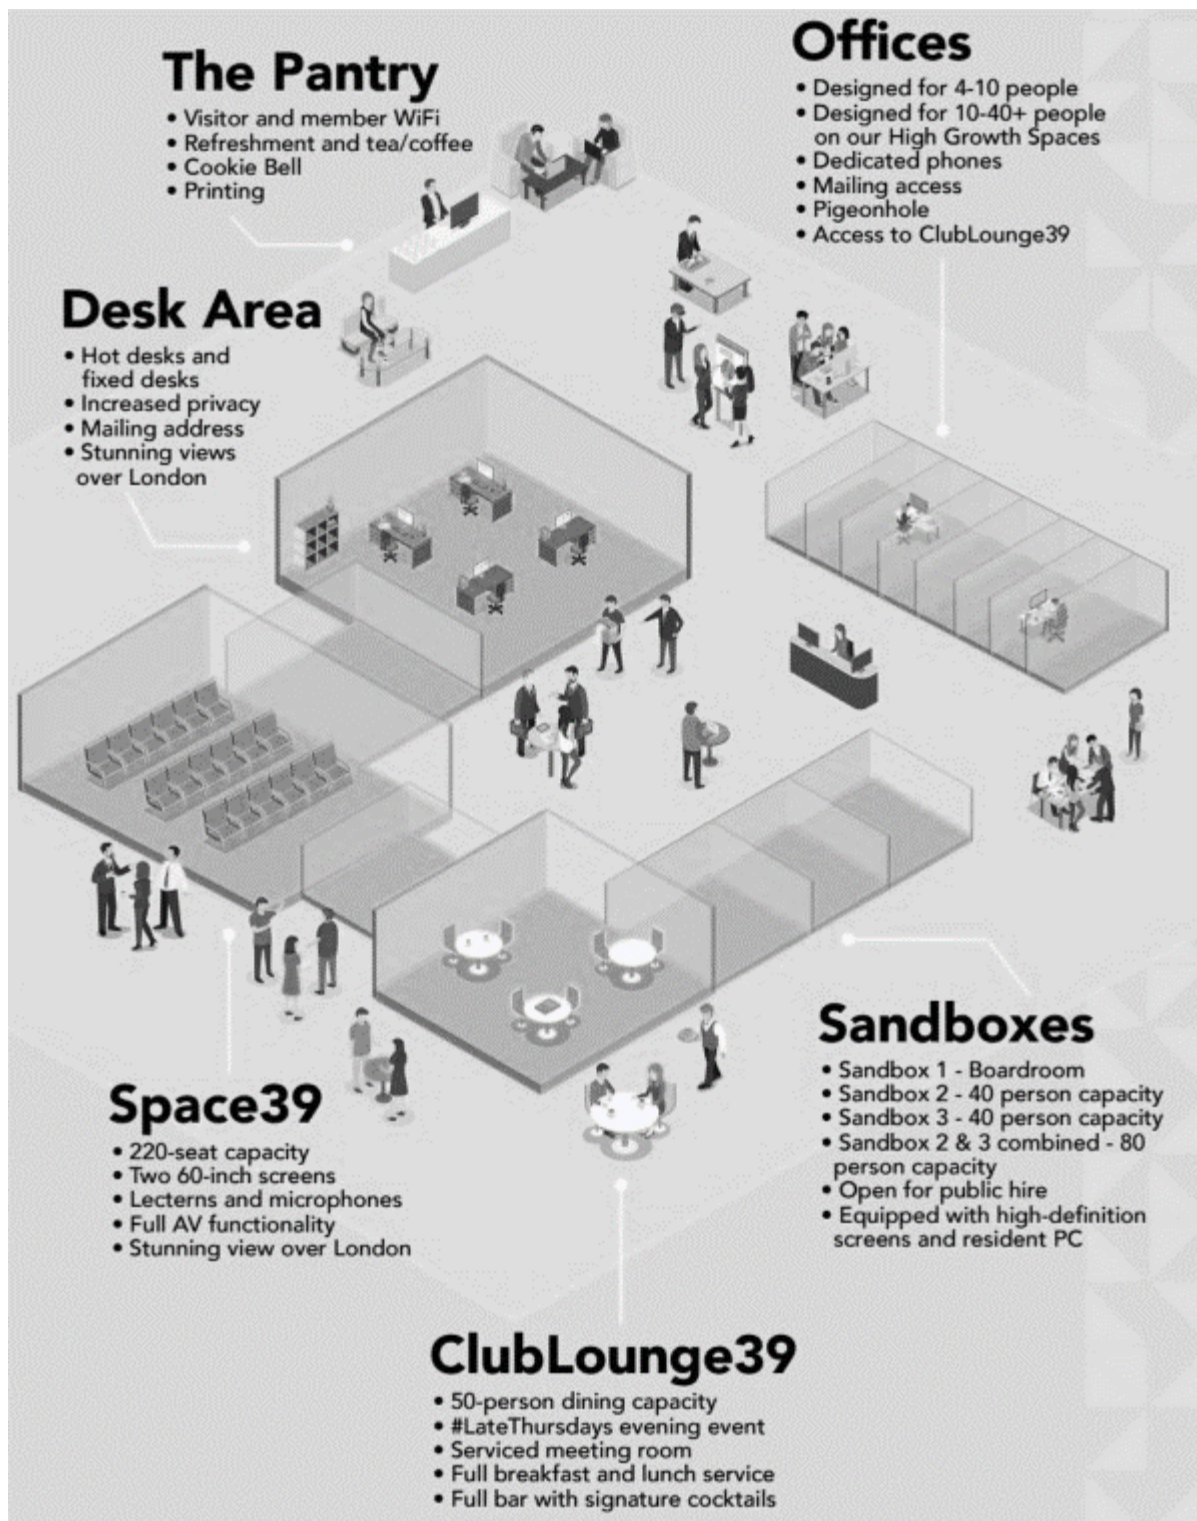 The Pantry
• Visitor and member WiFi
• Refreshment and tea/coffee
• Cookie Bell
• Printing
Offices
• Designed for 4-10 people
• Designed for 10-40+ people
on our High Growth Spaces
• Dedicated phones
• Mailing access
• Pigeonhole
• Access to ClubLounge39
Desk Area
• Hot desks and
fixed desks
• Increased privacy
• Mailing address
• Stunning views
over London
Space39
• 220-seat capacity
• Two 60-inch screens
• Lecterns and microphones
• Full AV functionality
• Stunning view over London
Sandboxes
• Sandbox 1 - Boardroom
• Sandbox 2 - 40 person capacity
• Sandbox 3 - 40 person capacity
• Sandbox 2 & 3 combined - 80
person capacity
• Open for public hire
• Equipped with high-definition
screens and resident PC
ClubLounge39
• 50-person dining capacity
• #LateThursdays evening event
• Serviced meeting room
• Full breakfast and lunch service
• Full bar with signature cocktails